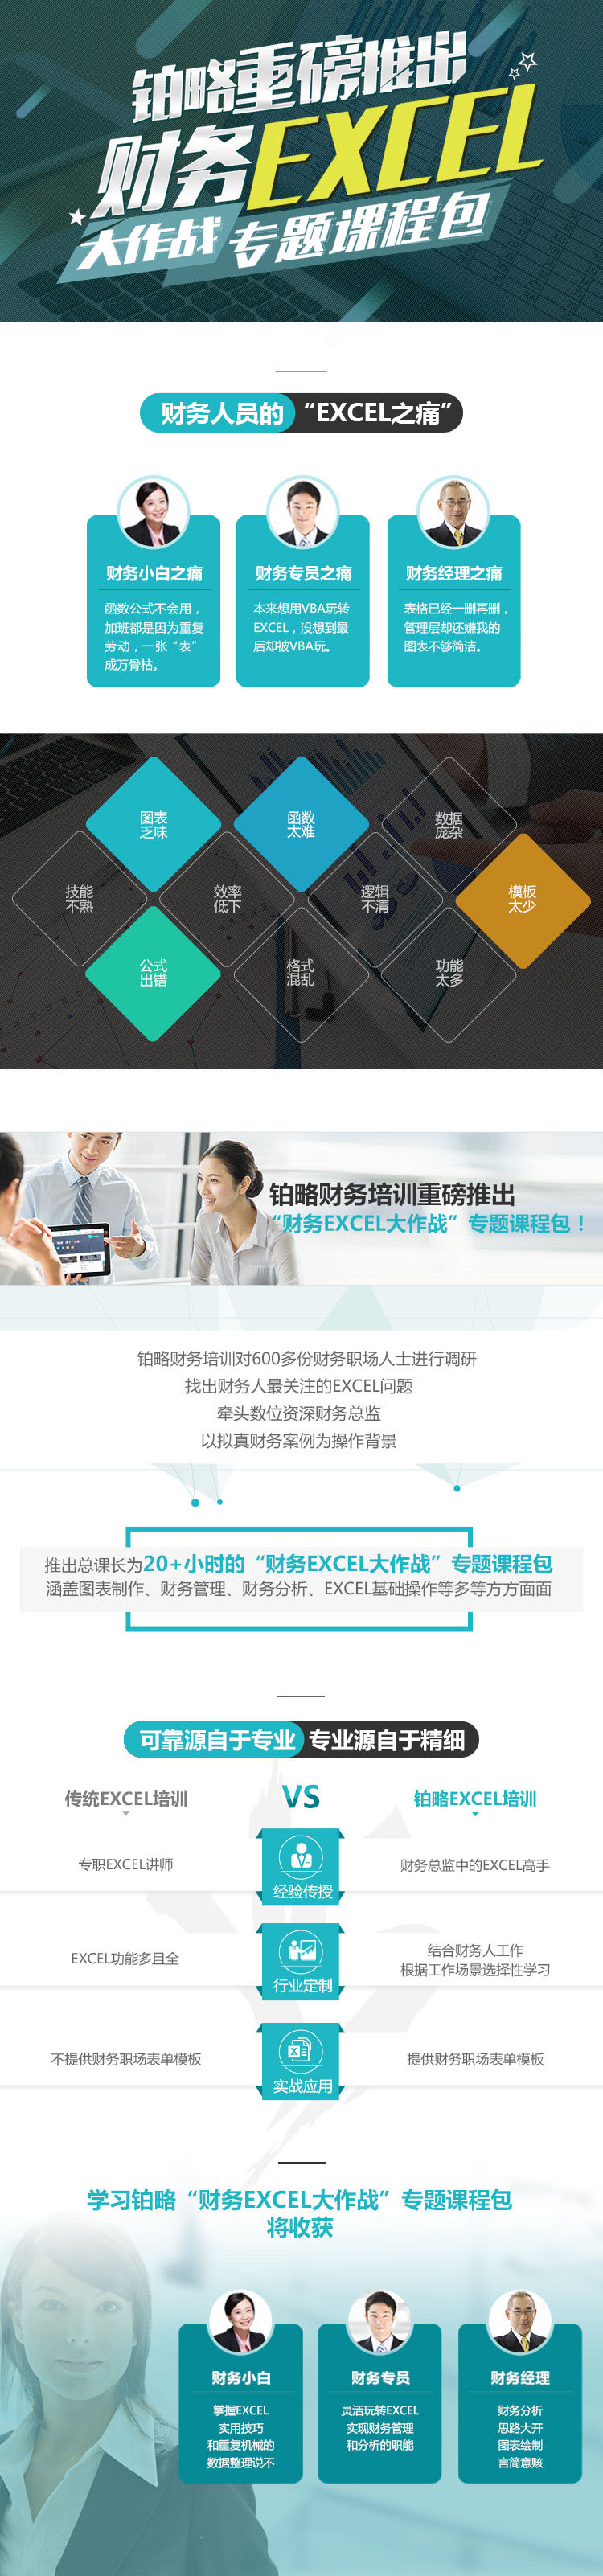 铂略重磅推出
财务EXCEL
大作战 专题课程包
财务人员的 “EXCEL之痛”
财务小白之痛
函数公式不会用，
加班都是因为重复
劳动，一张“表”
成万骨枯。
财务专员之痛
本来想用VBA玩转
EXCEL，没想到最
后却被VBA玩。
财务经理之痛
表格已经一删再删，
管理层却还嫌我的
图表不够简洁。
图表
乏味
函数
太难
数据
庞杂
技能
不熟
效率
低下
逻辑
不清
模板
太少
公式
出错
格式
混乱
功能
太多
铂略财务培训重磅推出
“财务EXCEL大作战”专题课程包！
铂略财务培训对600多份财务职场人士进行调研
找出财务人最关注的EXCEL问题
牵头数位资深财务总监
以拟真财务案例为操作背景
推出总课长为20+小时的“财务EXCEL大作战”专题课程包
涵盖图表制作、财务管理、财务分析、EXCEL基础操作等多等方方面面
可靠源自于专业 专业源自于精细
传统EXCEL培训
VS
铂略EXCEL培训
专职EXCEL讲师
经验传授
财务总监中的EXCEL高手
EXCEL功能多且全
行业定制
结合财务人工作
根据工作场景选择性学习
不提供财务职场表单模板
实战应用
提供财务职场表单模板
学习铂略“财务EXCEL大作战”专题课程包
将收获
财务小白
掌握EXCEL
实用技巧
和重复机械的
数据整理说不
财务专员
灵活玩转EXCEL
实现财务管理
和分析的职能
财务经理
财务分析
思路大开
图表绘制
言简意赅